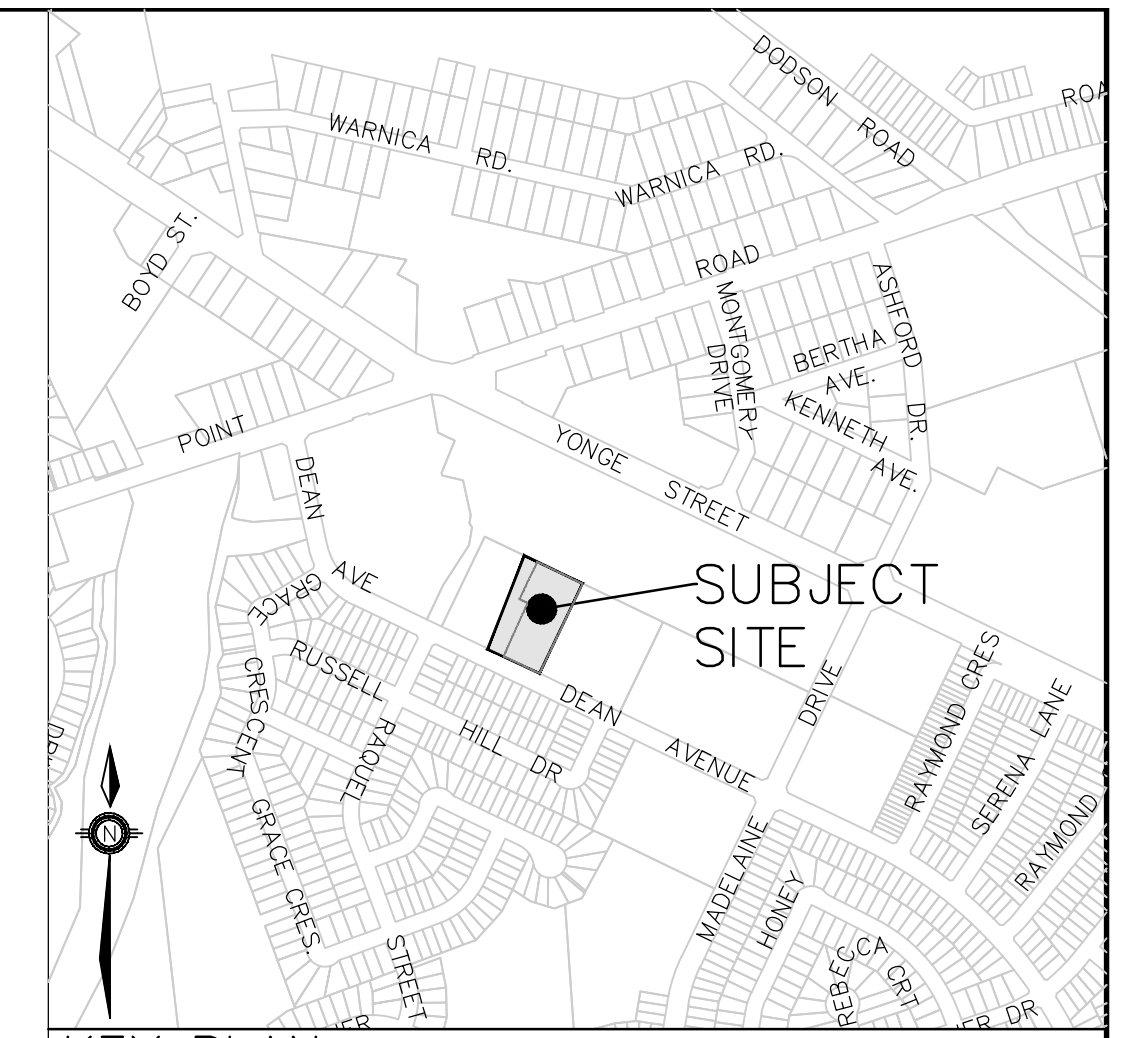 DODSON ROAD
WARNICA RD.
WARNICA RD.
BOYD ST.
ROAD
MONTGOMERY
DRIVE
ASHFORD DR.
BERTHA
AVE.
KENNETH
AVE.
POINT
YONGE STREET
DEAN AVE
SUBJECT
SITE
GRACE CRESCENT
RUSSELL HILL DR
DEAN AVENUE
DRIVE
RAYMOND CRES
SERENA LANE
RAYMOND
RAQUEL STREET
GRACE CRES.
MADELAINE
HONEY
REBECCA CRT
DR
N